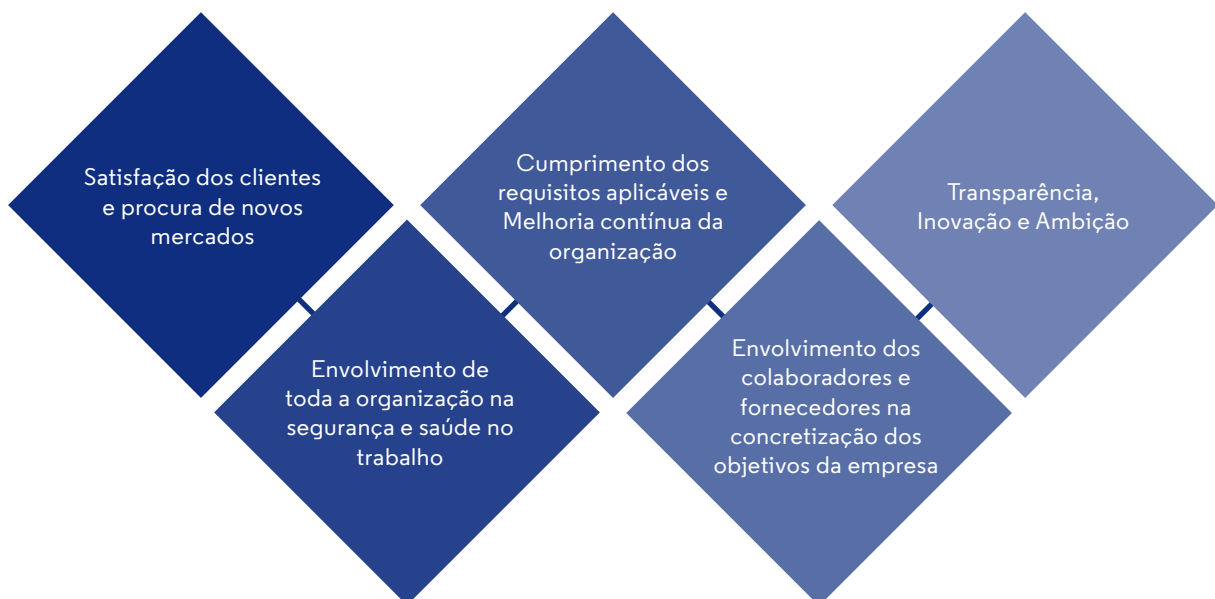 Satisfação dos clientes
e procura de novos
mercados
Envolvimento de
toda a organização na
segurança e saúde no
trabalho
Cumprimento dos
requisitos aplicáveis e
Melhoria contínua da
organização
Envolvimento dos
colaboradores e
fornecedores na
concretização dos
objetivos da empresa
Transparência,
Inovação e Ambição